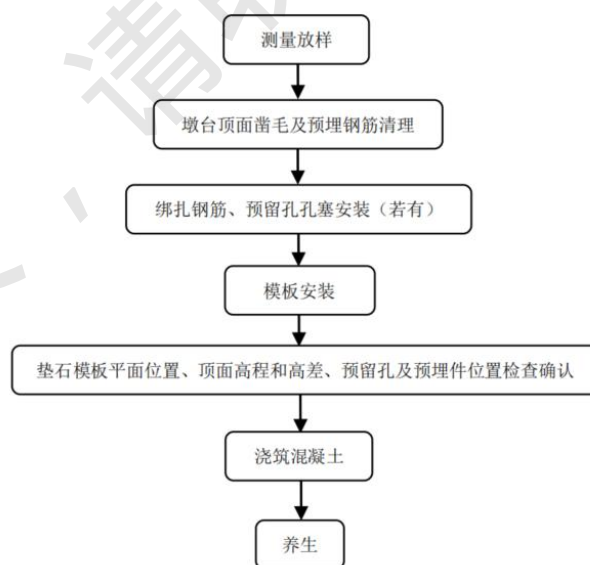 请
测量放样
墩台顶面凿毛及预埋钢筋清理
绑扎钢筋、预留孔孔塞安装（若有）
模板安装
垫石模板平面位置、顶面高程和高差、预留孔及预埋件位置检查确认
浇筑混凝土
养生